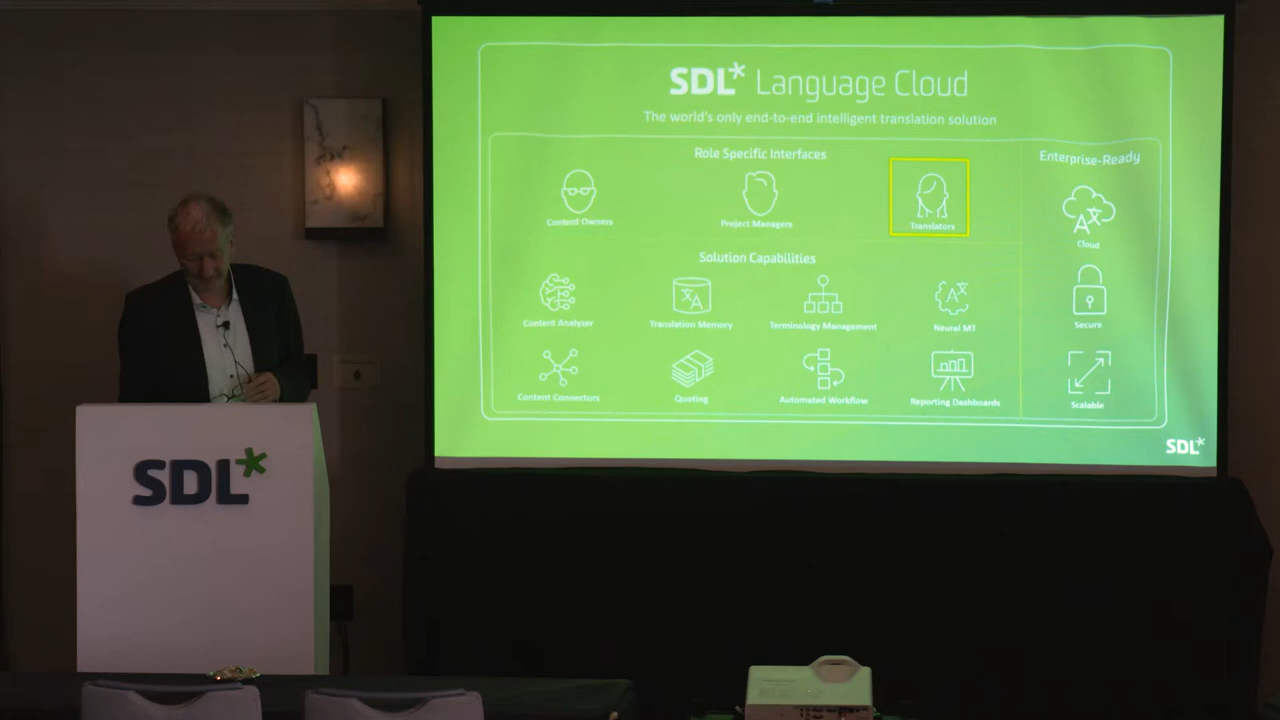 SDL* Language Cloud
The world's only end-to-end intelligent translation solution
Role Specific Interfaces
Content Owners
Project Managers
Translators
Solution Capabilities
Content Analyzer
Translation Memory
Terminology Management
Neural MT
Content Connectors
Quoting
Automated Workflow
Reporting Dashboards
Enterprise-Ready
Cloud
Secure
Scalable
SDL*
SDL*